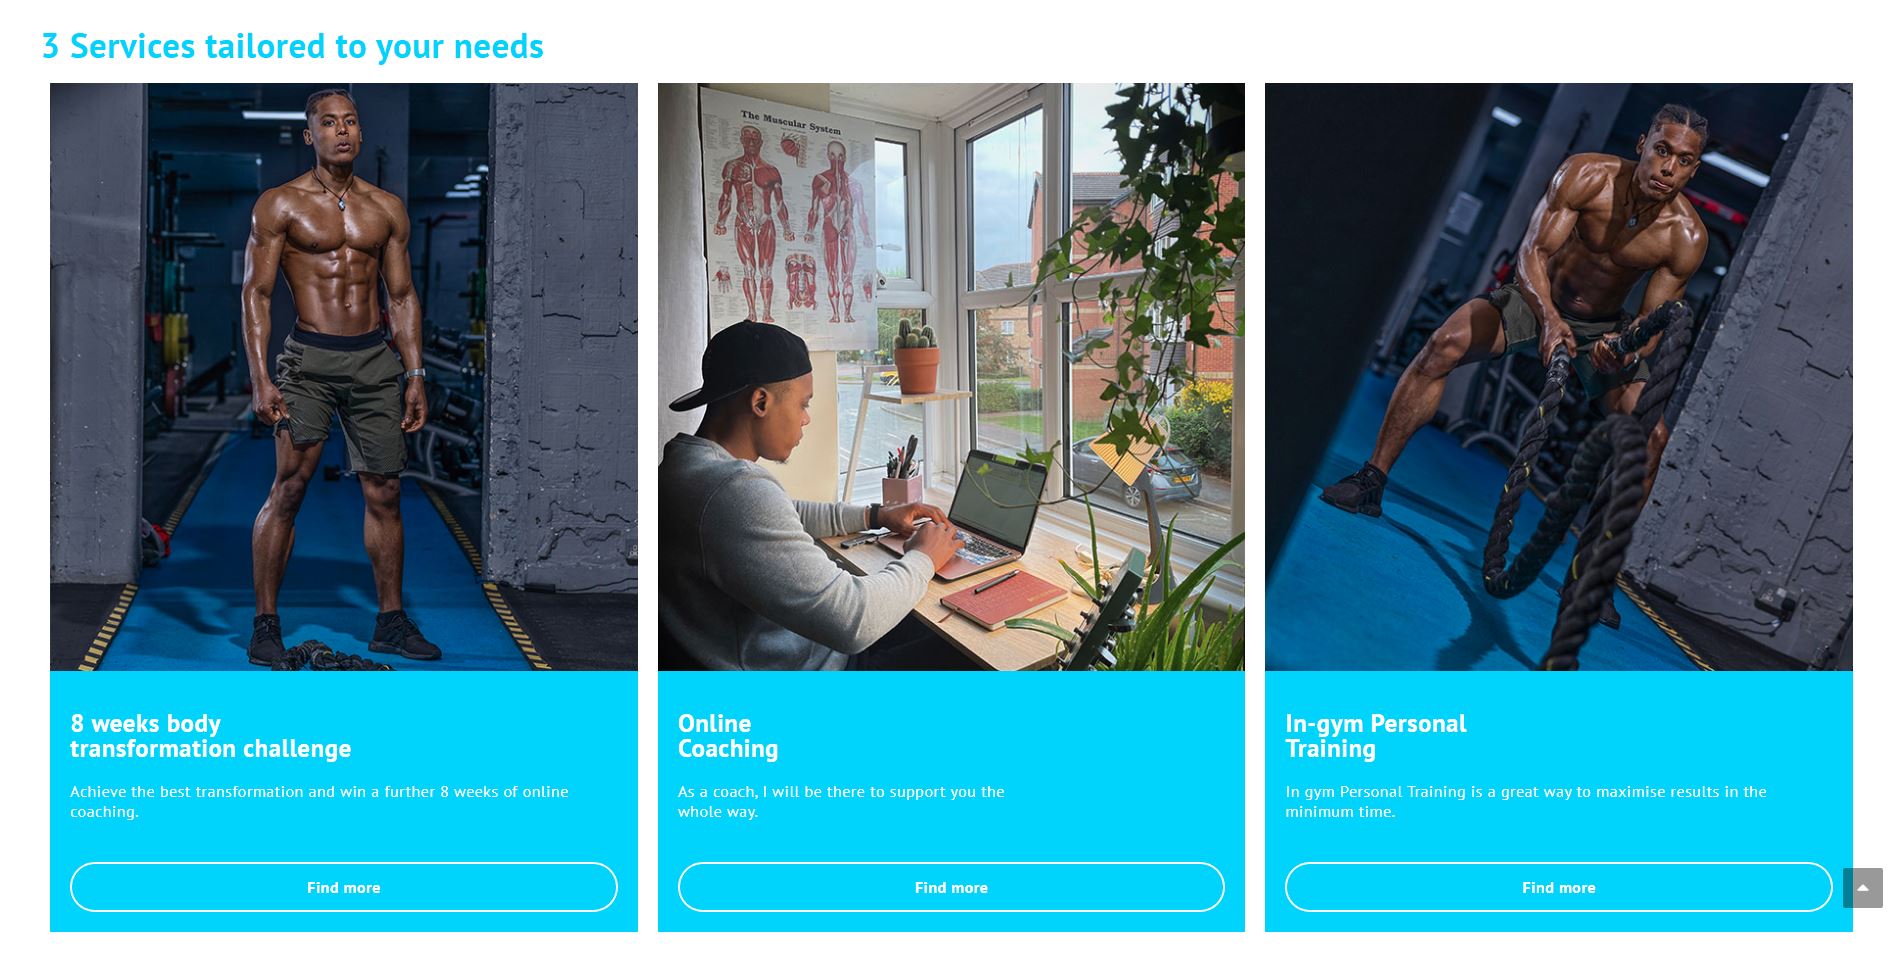 3 Services tailored to your needs
The Muscular System
8 weeks body
transformation challenge
Achieve the best transformation and win a further 8 weeks of online
coaching.
Find more
Online
Coaching
As a coach, I will be there to support you the
whole way.
Find more
In-gym Personal
Training
In gym Personal Training is a great way to maximise results in the
minimum time.
Find more